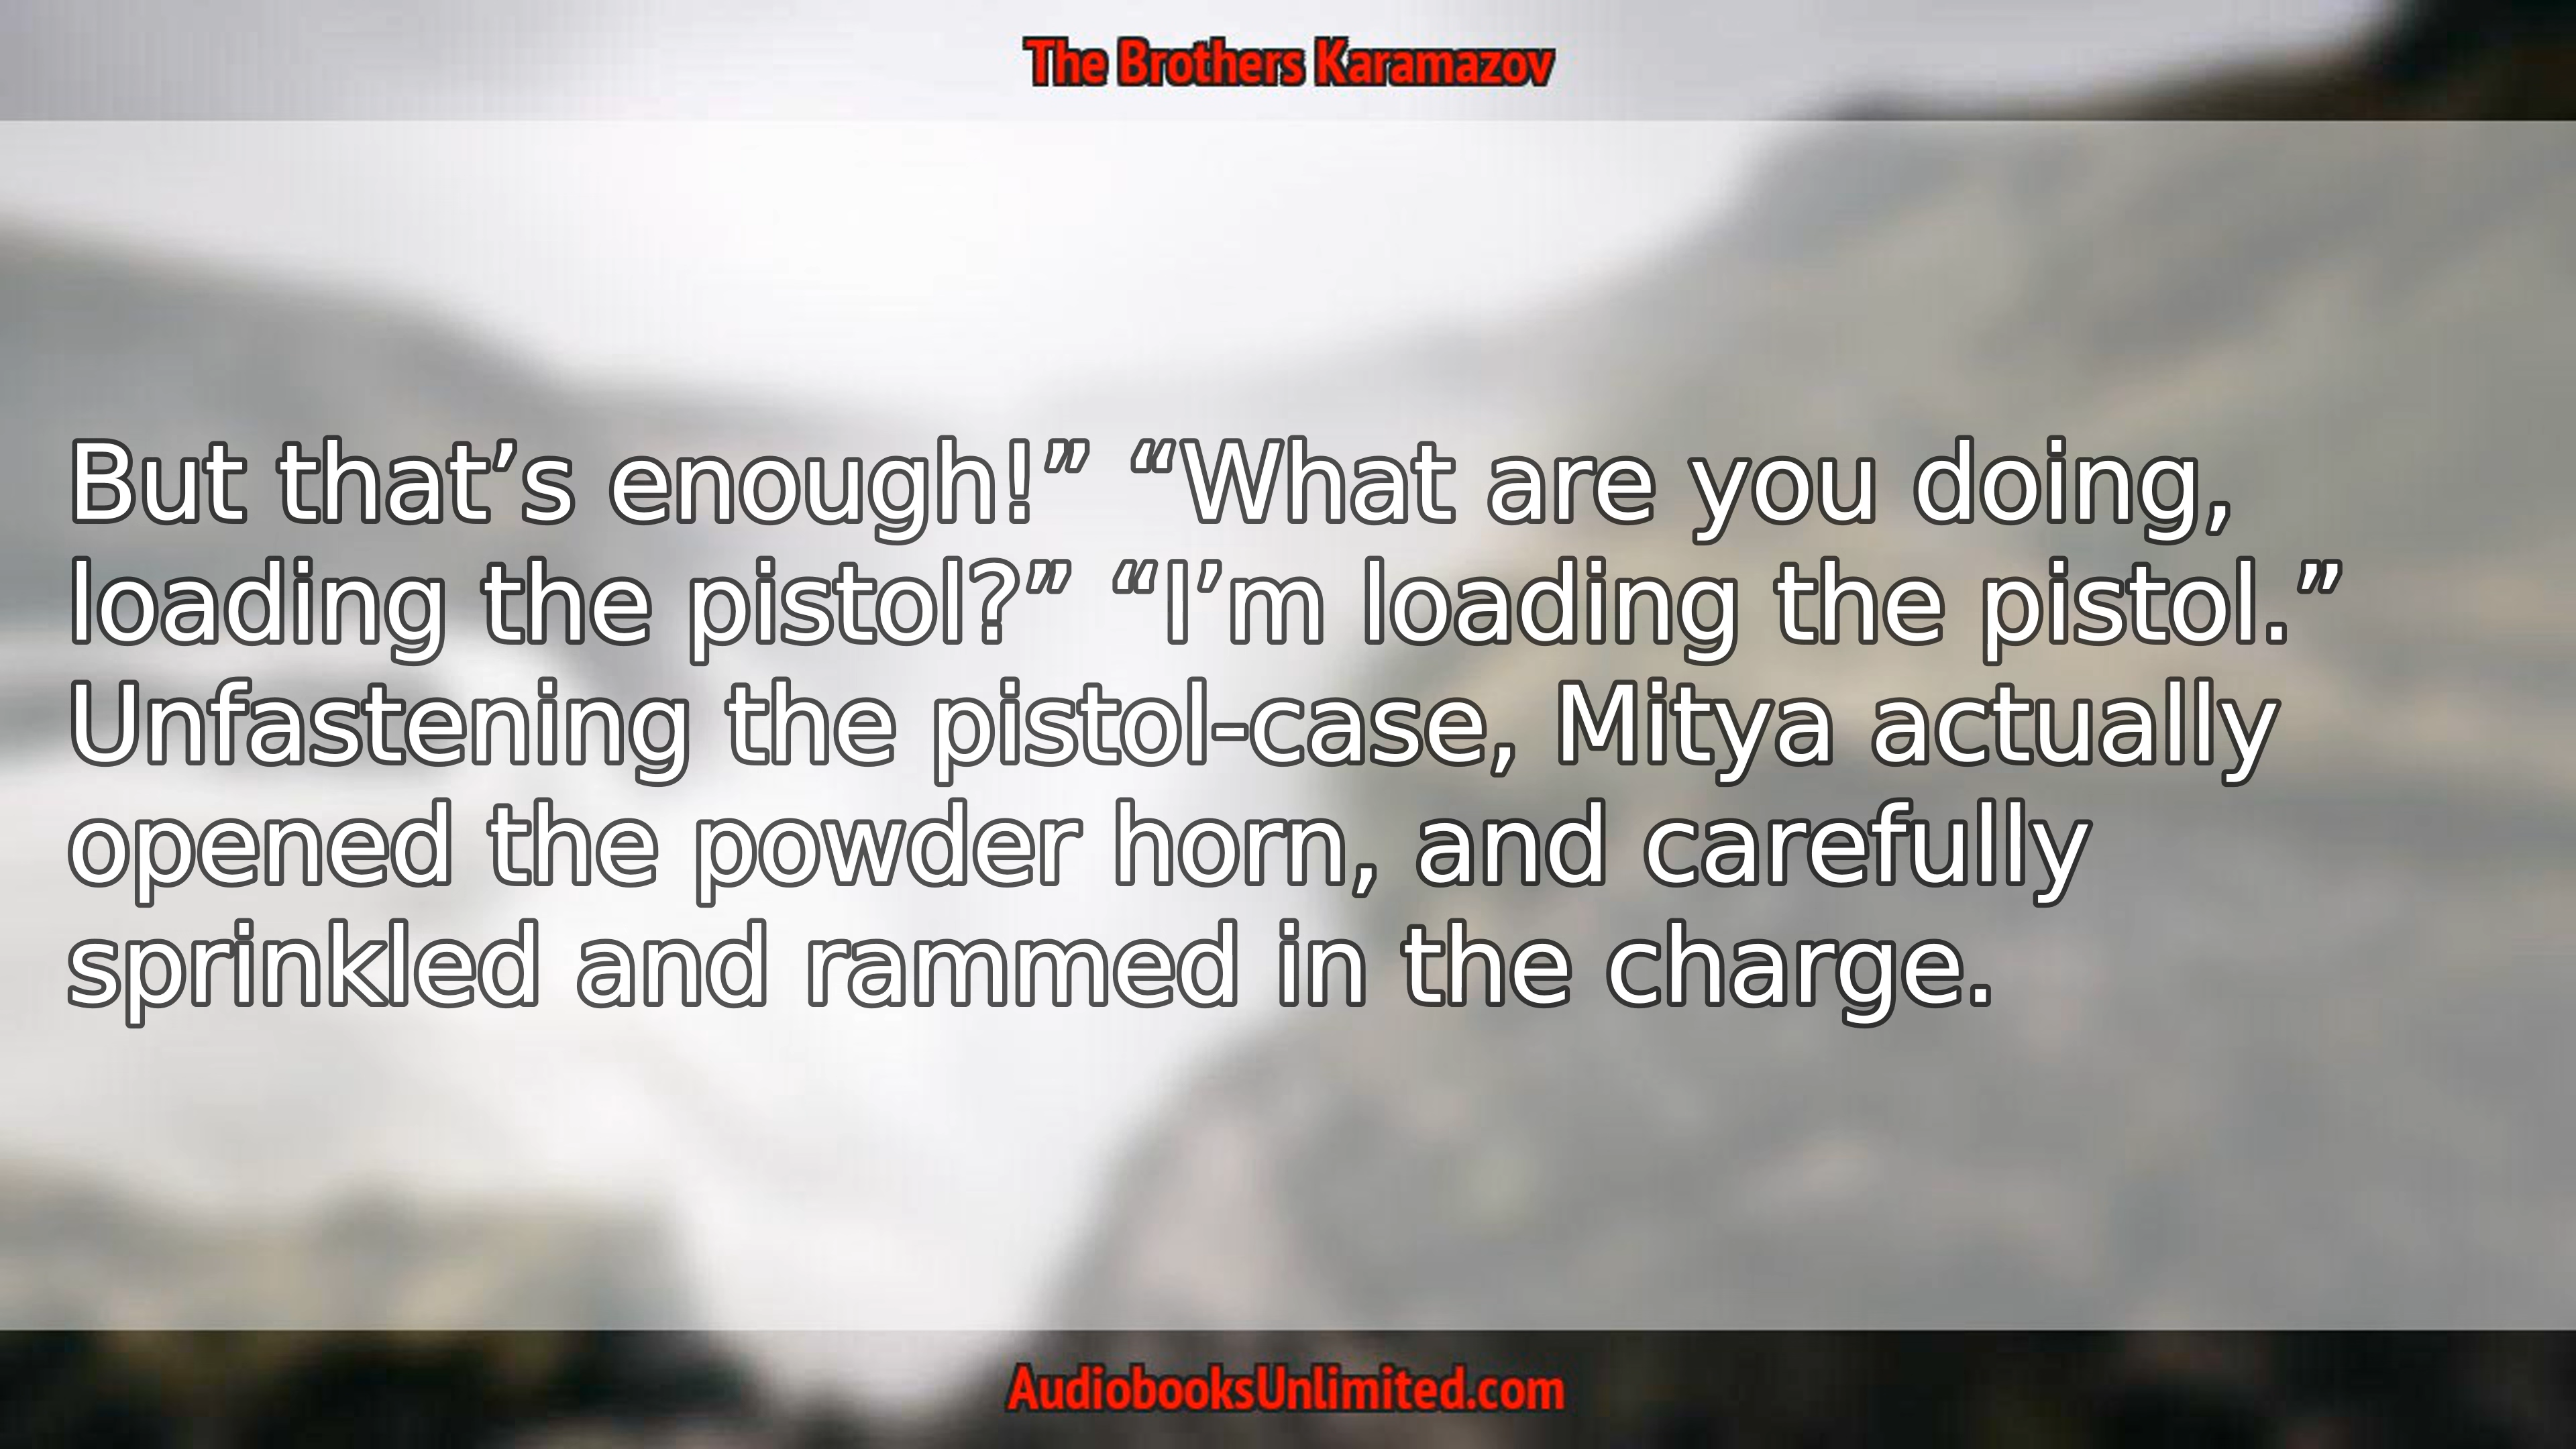 The Brothers Karamazov
But that’s enough!” “What are you doing,
loading the pistol?” “I’m loading the pistol.”
Unfastening the pistol-case, Mitya actually
opened the powder horn, and carefully
sprinkled and rammed in the charge.
AudiobooksUnlimited.com